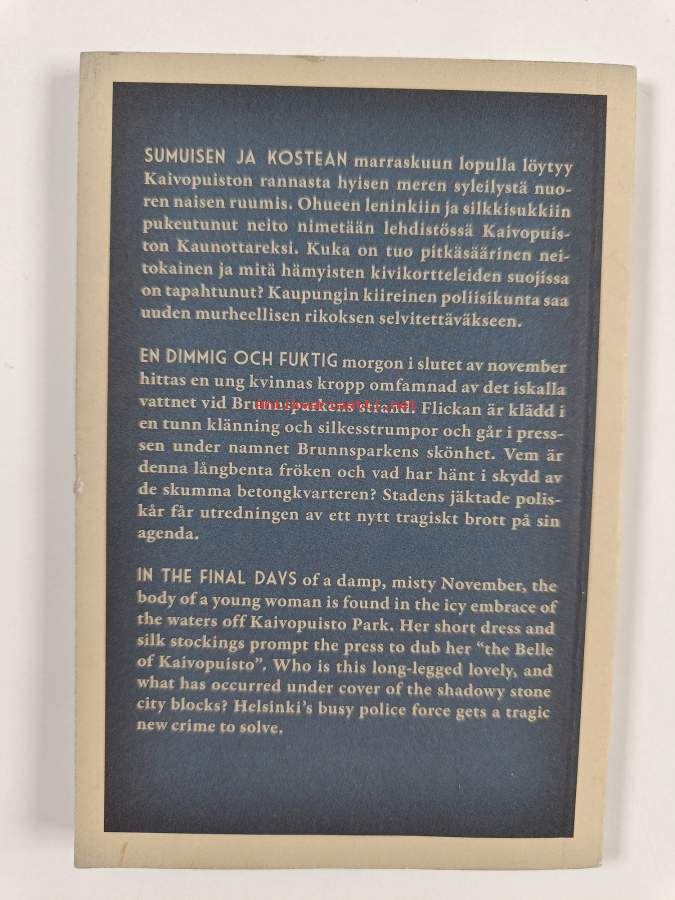 SUMUISEN JA KOSTEAN marraskuun lopulla löytyy
Kaivopuiston rannasta hyisen meren syleilystä nuo-
ren naisen ruumis. Ohueen leninkiin ja silkkisukkiin
pukeutunut neito nimetään lehdistössä Kaivopuis-
ton Kaunottareksi. Kuka on tuo pitkäsäärinen nei-
tokainen ja mitä hämyisten kivikortteleiden suojissa
on tapahtunut? Kaupungin kiireinen poliisikunta saa
uuden murheellisen rikoksen selvitettäväkseen.
EN DIMMIG OCH FUKTIG morgon i slutet av november
hittas en ung kvinnas kropp omfamnad av det iskalla
vattnet vid Brunnsparkens strand. Flickan är klädd i
en tunn klänning och silkesstrumpor och går i press-
sen under namnet Brunnsparkens skönhet. Vem är
denna långbenta fröken och vad har hänt i skydd av
de skumma betongkvarteren? Stadens jäktade polis-
kår får utredningen av ett nytt tragiskt brott på sin
agenda.
IN THE FINAL DAYS of a damp, misty November, the
body of a young woman is found in the icy embrace of
the waters off Kaivopuisto Park. Her short dress and
silk stockings prompt the press to dub her “the Belle
of Kaivopuisto”. Who is this long-legged lovely, and
what has occurred under cover of the shadowy stone
city blocks? Helsinki’s busy police force gets a tragic
new crime to solve.